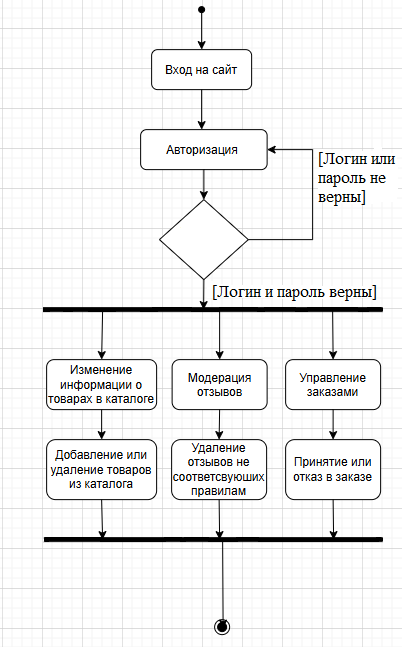 Вход на сайт
Авторизация
[Логин или
пароль не
верны]
[Логин и пароль верны]
Изменение
информации о
товарах в каталоге
Модерация
отзывов
Управление
заказами
Добавление или
удаление товаров
из каталога
Удаление
отзывов не
соответсвуюших
правилам
Принятие или
отказ в заказе